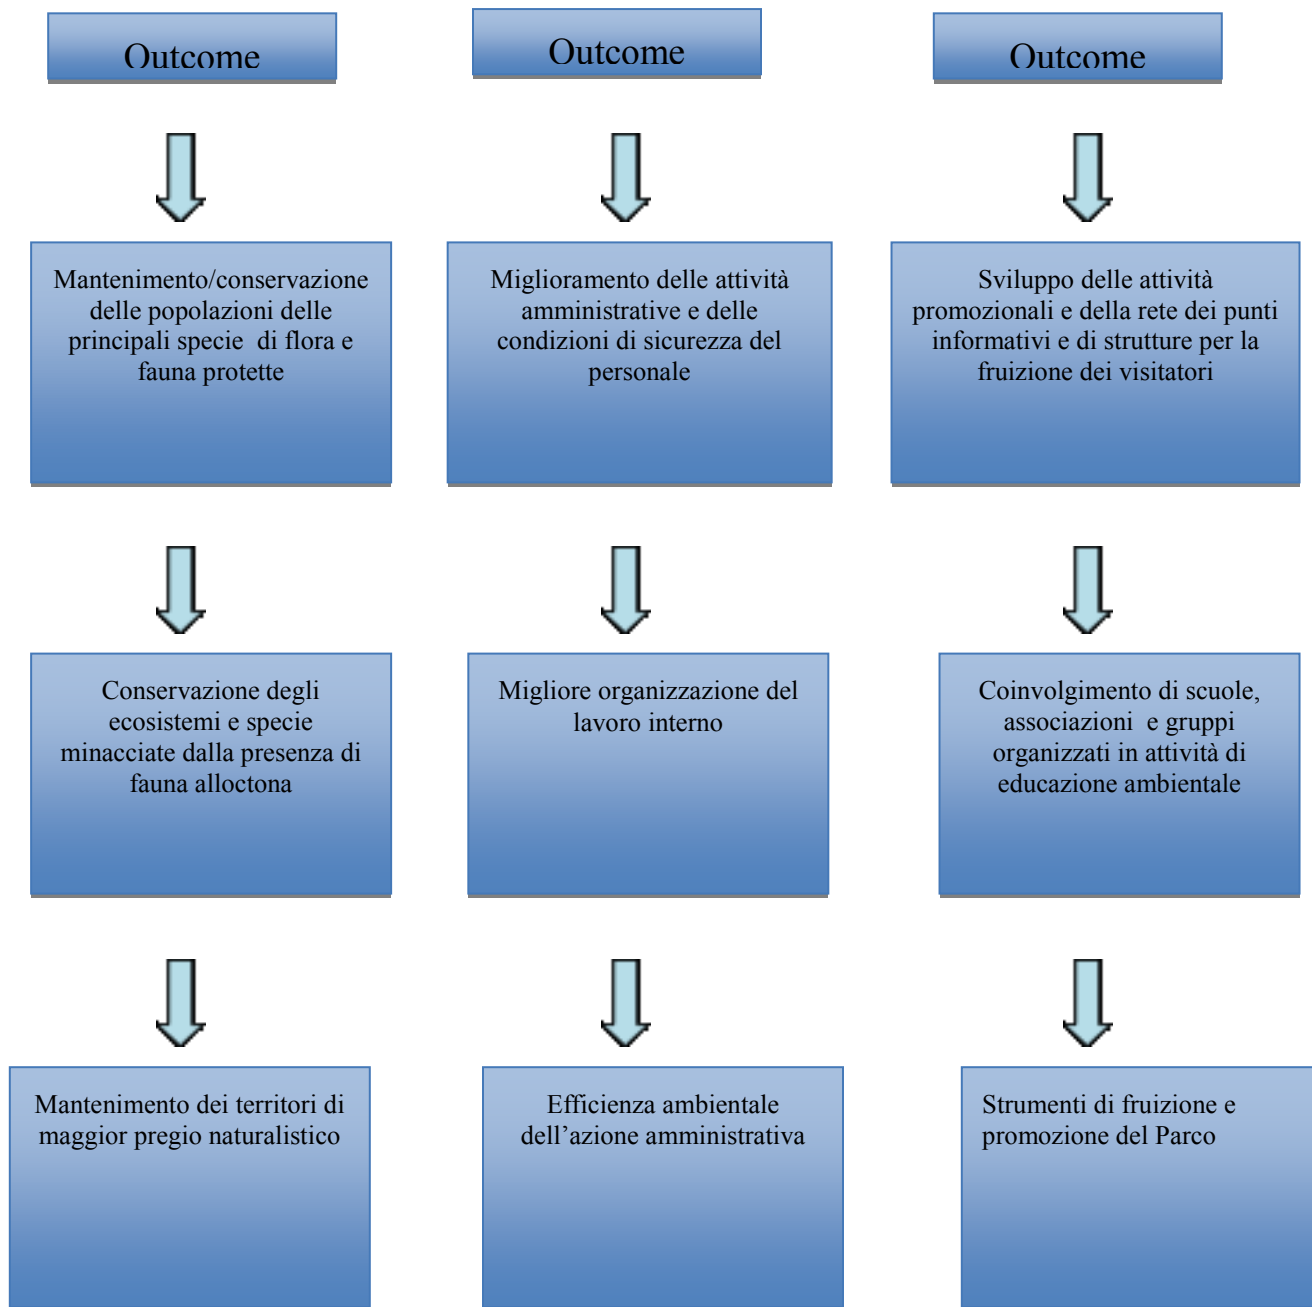 Outcome
Outcome
Outcome
Mantenimento/conservazione
delle popolazioni delle
principali specie di flora e
fauna protette
Miglioramento delle attività
amministrative e delle
condizioni di sicurezza del
personale
Sviluppo delle attività
promozionali e della rete dei punti
informativi e di strutture per la
fruizione dei visitatori
Conservazione degli
ecosistemi e specie
minacciate dalla presenza di
fauna alloctona
Migliore organizzazione del
lavoro interno
Coinvolgimento di scuole,
associazioni e gruppi
organizzati in attività di
educazione ambientale
Mantenimento dei territori di
maggior pregio naturalistico
Efficienza ambientale
dell’azione amministrativa
Strumenti di fruizione e
promozione del Parco